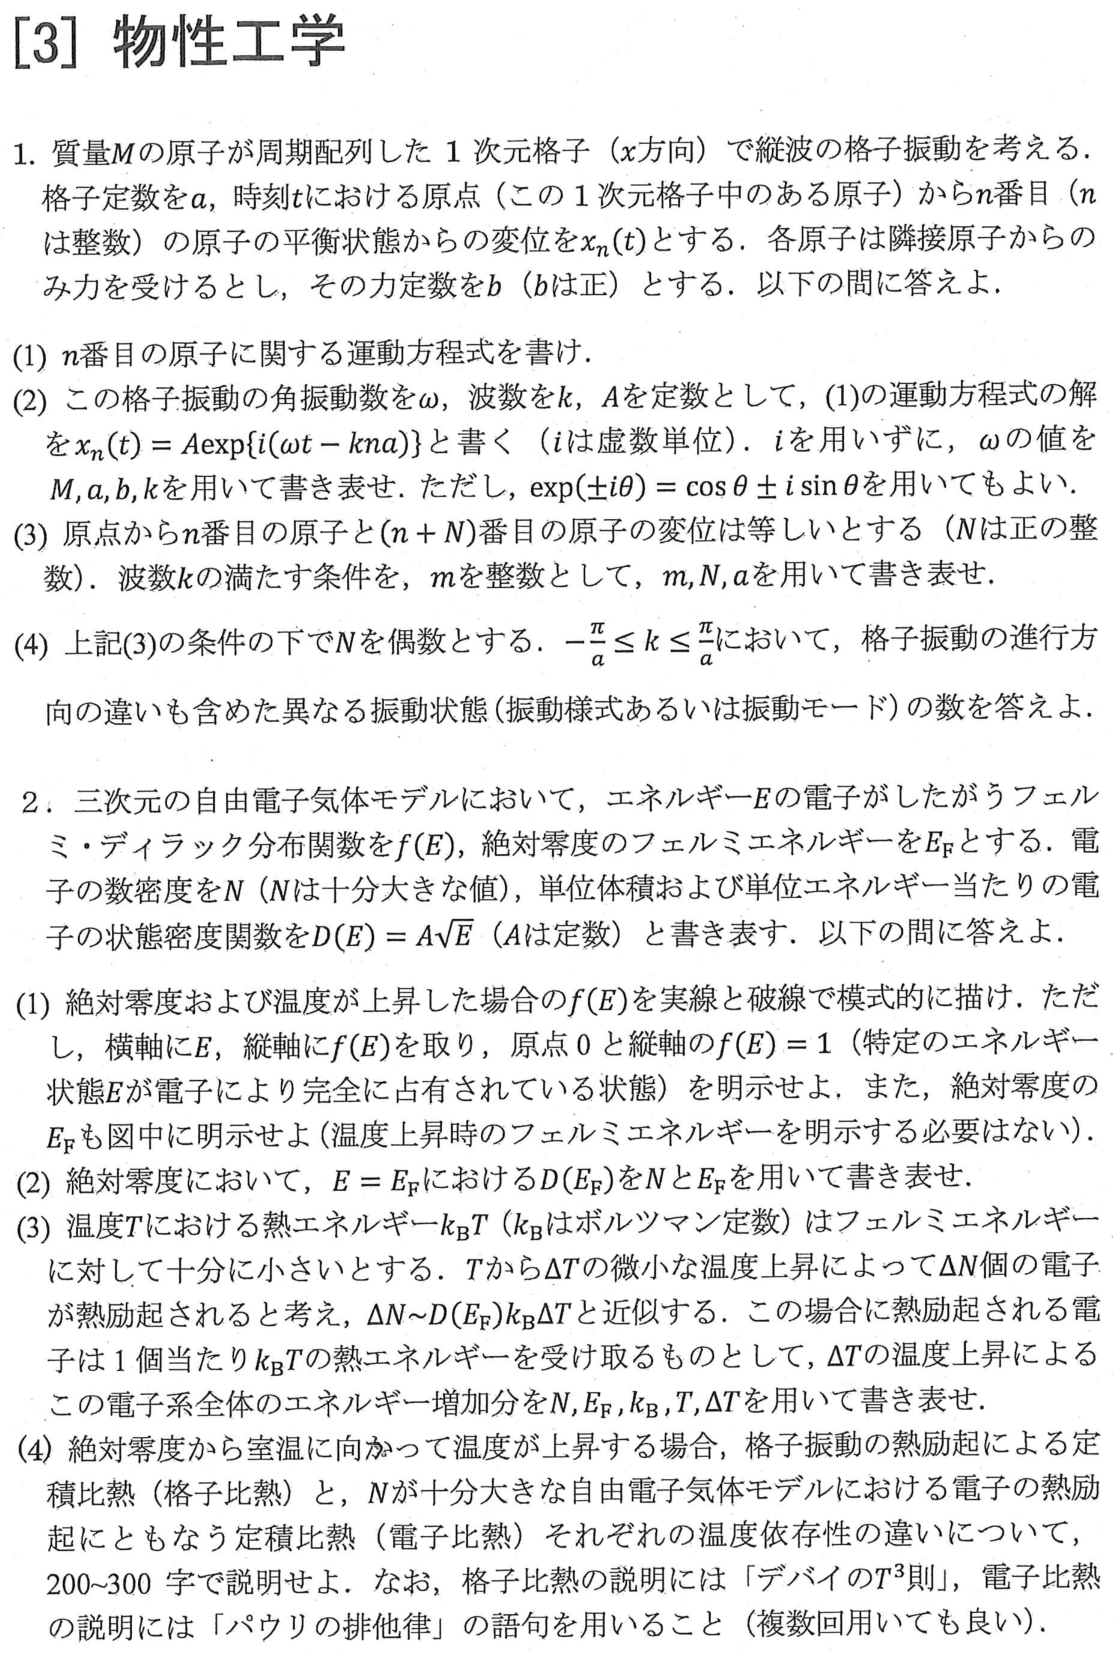 [3] 物性工学
1. 質量Mの原子が周期配列した 1 次元格子（x方向）で縦波の格子振動を考える．
格子定数をa，時刻tにおける原点（この 1 次元格子中のある原子）からn番目（n
は整数）の原子の平衡状態からの変位をxₙ(t)とする．各原子は隣接原子からの
み力を受けるとし，その力定数をb（bは正）とする．以下の問に答えよ．
(1) n番目の原子に関する運動方程式を書け．
(2) この格子振動の角振動数をω，波数をk，Aを定数として，(1)の運動方程式の解
をxₙ(t) = Aexp{i(ωt − kna)}と書く（iは虚数単位）．iを用いずに，ωの値を
M, a, b, kを用いて書き表せ．ただし，exp(±iθ) = cos θ ± i sin θを用いてもよい．
(3) 原点からn番目の原子と(n + N)番目の原子の変位は等しいとする（Nは正の整
数）．波数kの満たす条件を，mを整数として，m, N, aを用いて書き表せ．
(4) 上記(3)の条件の下でNを偶数とする．−π/a ≤ k ≤ π/aにおいて，格子振動の進行方
向の違いも含めた異なる振動状態（振動様式あるいは振動モード）の数を答えよ．
２．三次元の自由電子気体モデルにおいて，エネルギーEの電子がしたがうフェル
ミ・ディラック分布関数をf(E)，絶対零度のフェルミエネルギーをE_Fとする．電
子の数密度をN（Nは十分大きな値），単位体積および単位エネルギー当たりの電
子の状態密度関数をD(E) = A√E（Aは定数）と書き表す．以下の問に答えよ．
(1) 絶対零度および温度が上昇した場合のf(E)を実線と破線で模式的に描け．ただ
し，横軸にE，縦軸にf(E)を取り，原点 0 と縦軸のf(E) = 1（特定のエネルギー
状態Eが電子により完全に占有されている状態）を明示せよ．また，絶対零度の
E_Fも図中に明示せよ（温度上昇時のフェルミエネルギーを明示する必要はない）．
(2) 絶対零度において，E = E_FにおけるD(E_F)をNとE_Fを用いて書き表せ．
(3) 温度Tにおける熱エネルギーk_BT（k_Bはボルツマン定数）はフェルミエネルギー
に対して十分に小さいとする．TからΔTの微小な温度上昇によってΔN個の電子
が熱励起されると考え，ΔN~D(E_F)k_BΔTと近似する．この場合に熱励起される電
子は 1 個当たりk_BTの熱エネルギーを受け取るものとして，ΔTの温度上昇による
この電子系全体のエネルギー増加分をN, E_F, k_B, T, ΔTを用いて書き表せ．
(4) 絶対零度から室温に向かって温度が上昇する場合，格子振動の熱励起による定
積比熱（格子比熱）と，Nが十分大きな自由電子気体モデルにおける電子の熱励
起にともなう定積比熱（電子比熱）それぞれの温度依存性の違いについて，
200~300 字で説明せよ．なお，格子比熱の説明には「デバイのT³則」，電子比熱
の説明には「パウリの排他律」の語句を用いること（複数回用いても良い）．